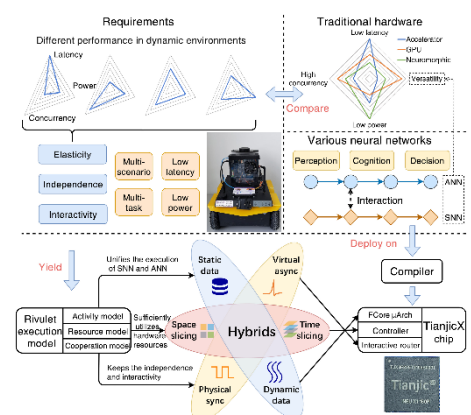 Requirements
Different performance in dynamic environments
Latency
Power
Concurrency
Elasticity
Independence
Interactivity
Multi-
scenario
Multi-
task
Low
latency
Low
power
Compare
Traditional hardware
Low latency
Accelerator
GPU
Neuromorphic
High
concurrency
Versatility
Low power
Various neural networks
Perception
Cognition
Decision
ANN
Interaction
SNN
Yield
Deploy on
Unifies the execution
of SNN and ANN
Static
data
Virtual
async
Compiler
Rivulet
execution
model
Activity model
Resource model
Cooperation model
Sufficiently
utilizes
hardware
resources
Space
slicing
Hybrids
Time
slicing
FCore μArch
Controller
Interactive router
TianjicX
chip
Keeps the independence
and interactivity
Physical
sync
Dynamic
data
Tianjic®